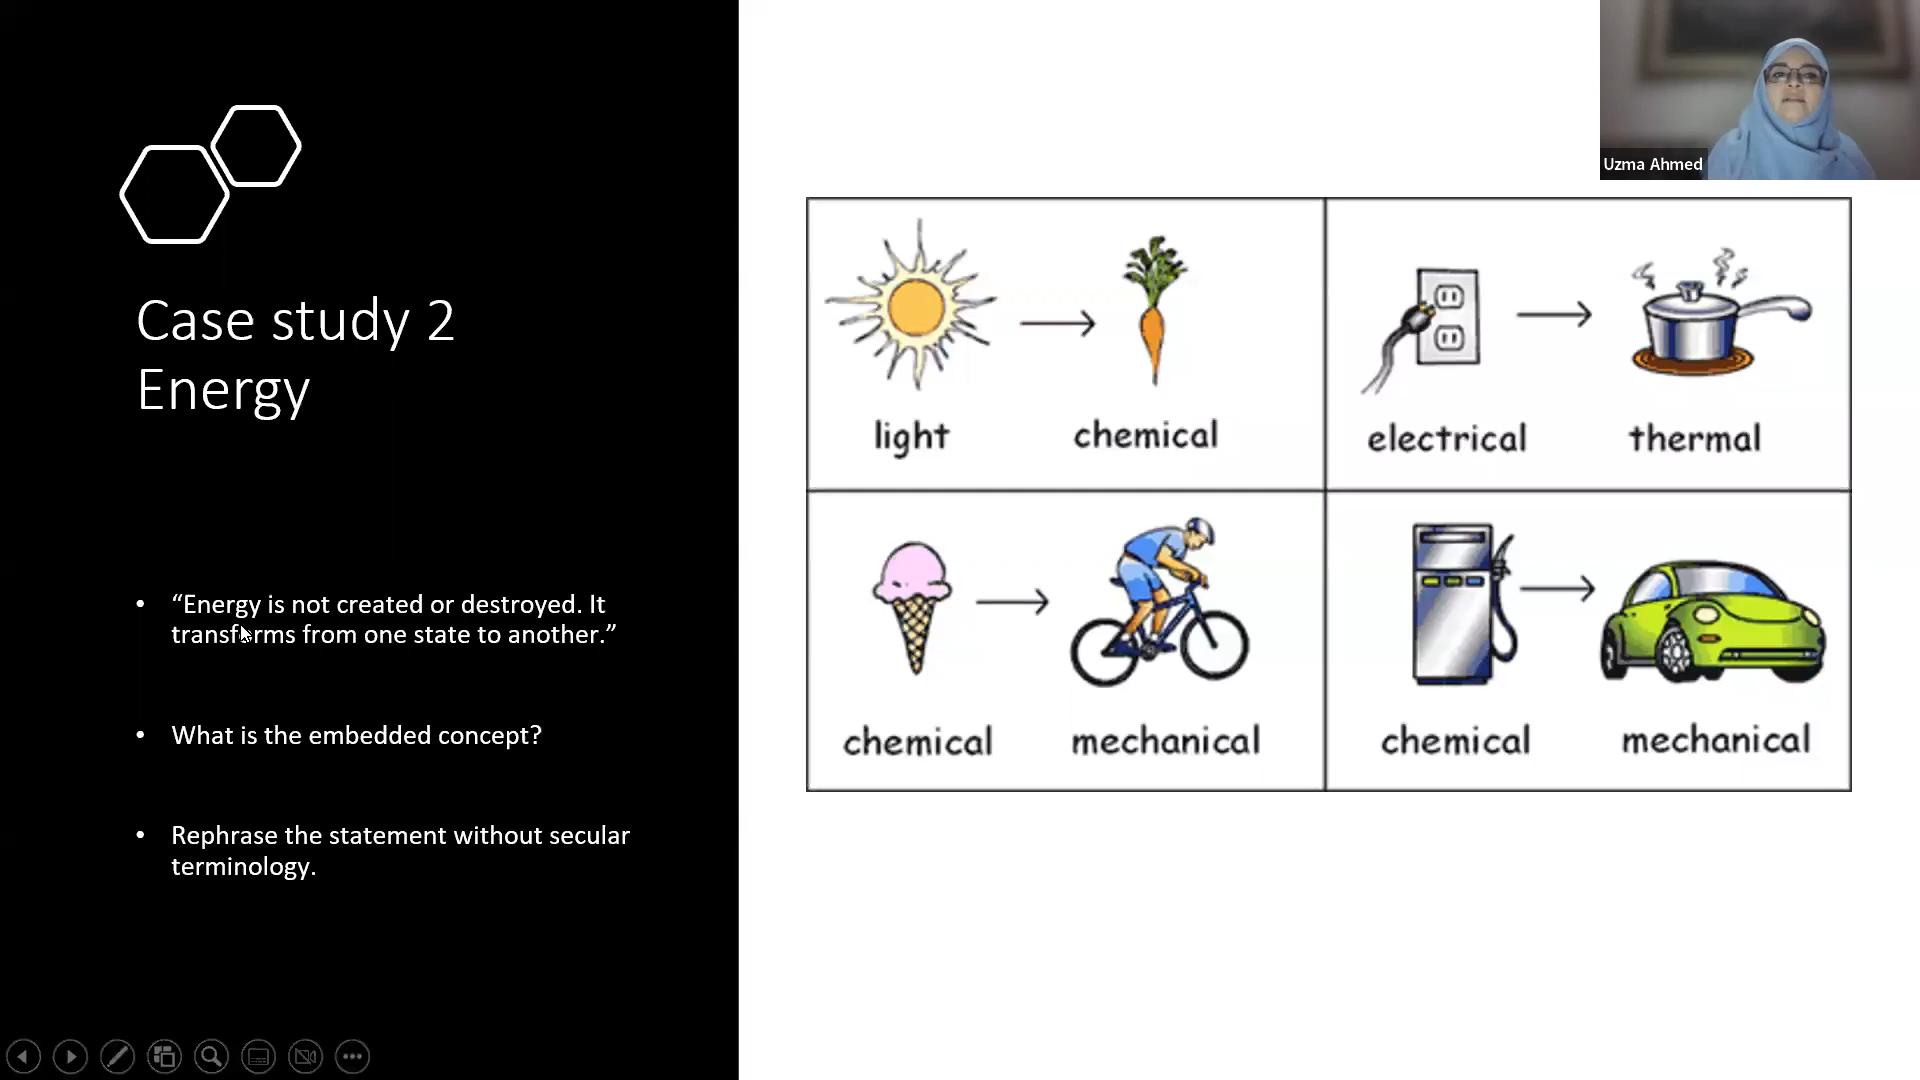 Case study 2
Energy
• “Energy is not created or destroyed. It
transforms from one state to another.”
• What is the embedded concept?
• Rephrase the statement without secular
terminology.
Uzma Ahmed
light
chemical
electrical
thermal
chemical
mechanical
chemical
mechanical